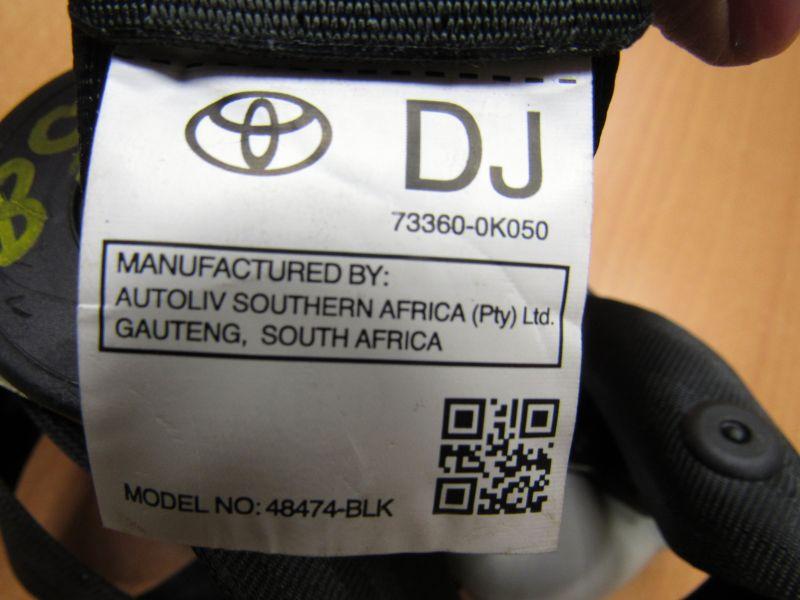 DJ
73360-0K050
MANUFACTURED BY:
AUTOLIV SOUTHERN AFRICA (Pty) Ltd.
GAUTENG, SOUTH AFRICA
MODEL NO: 48474-BLK